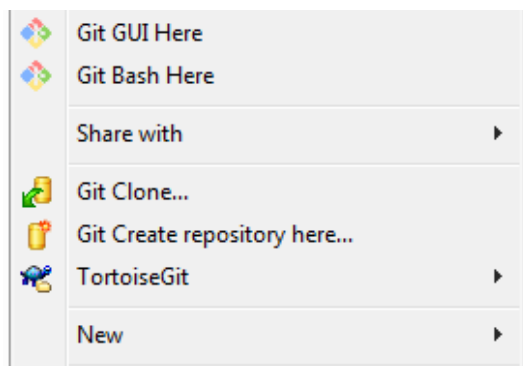 Git GUI Here
Git Bash Here
Share with
Git Clone...
Git Create repository here...
TortoiseGit
New